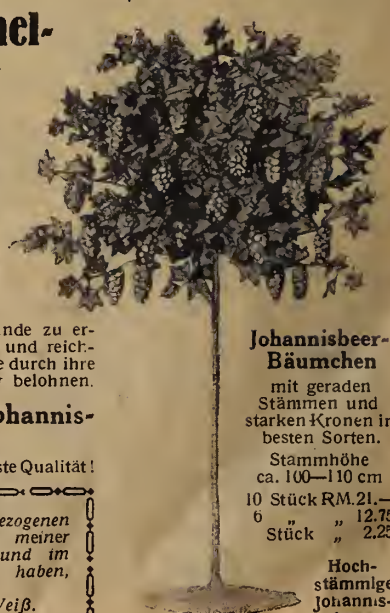 nel-
nde zu er-
und reich-
e durch ihre
belohnen.
ohannis-
ste Qualität!
ezogenen
meiner
und im
haben,
Veiß.
Johannisbeer-
Bäumchen
mit geraden
Stämmen und
starken Kronen in
besten Sorten.
Stammhöhe
ca. 100—110 cm
10 Stück RM. 21.—
6 „ „ 12.75
Stück „ 2.25
Hoch-
stämmige
Johannis-